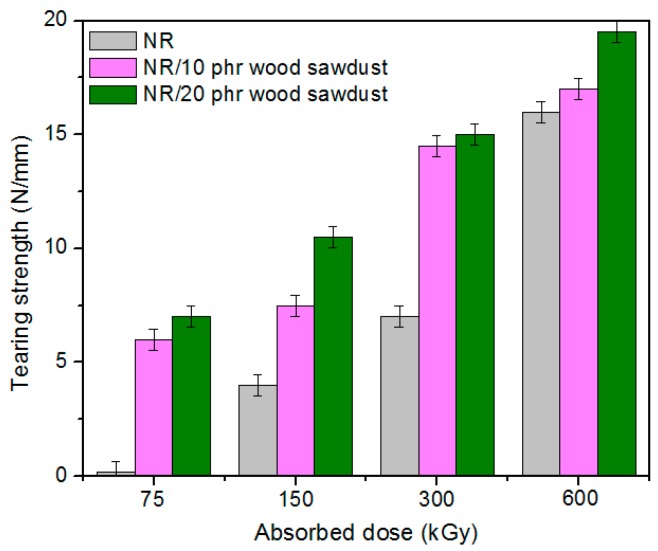 20
15
10
5
0
Tearing strength (N/mm)
NR
NR/10 phr wood sawdust
NR/20 phr wood sawdust
75 150 300 600
Absorbed dose (kGy)